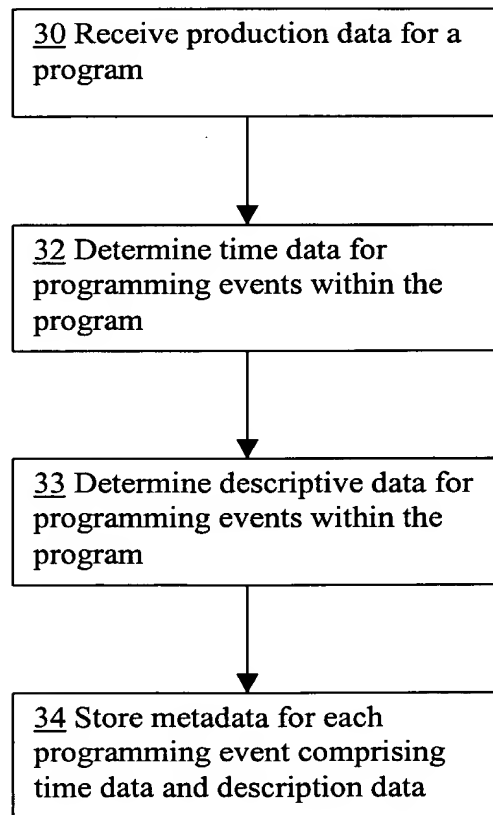 30 Receive production data for a
program
32 Determine time data for
programming events within the
program
33 Determine descriptive data for
programming events within the
program
34 Store metadata for each
programming event comprising
time data and description data